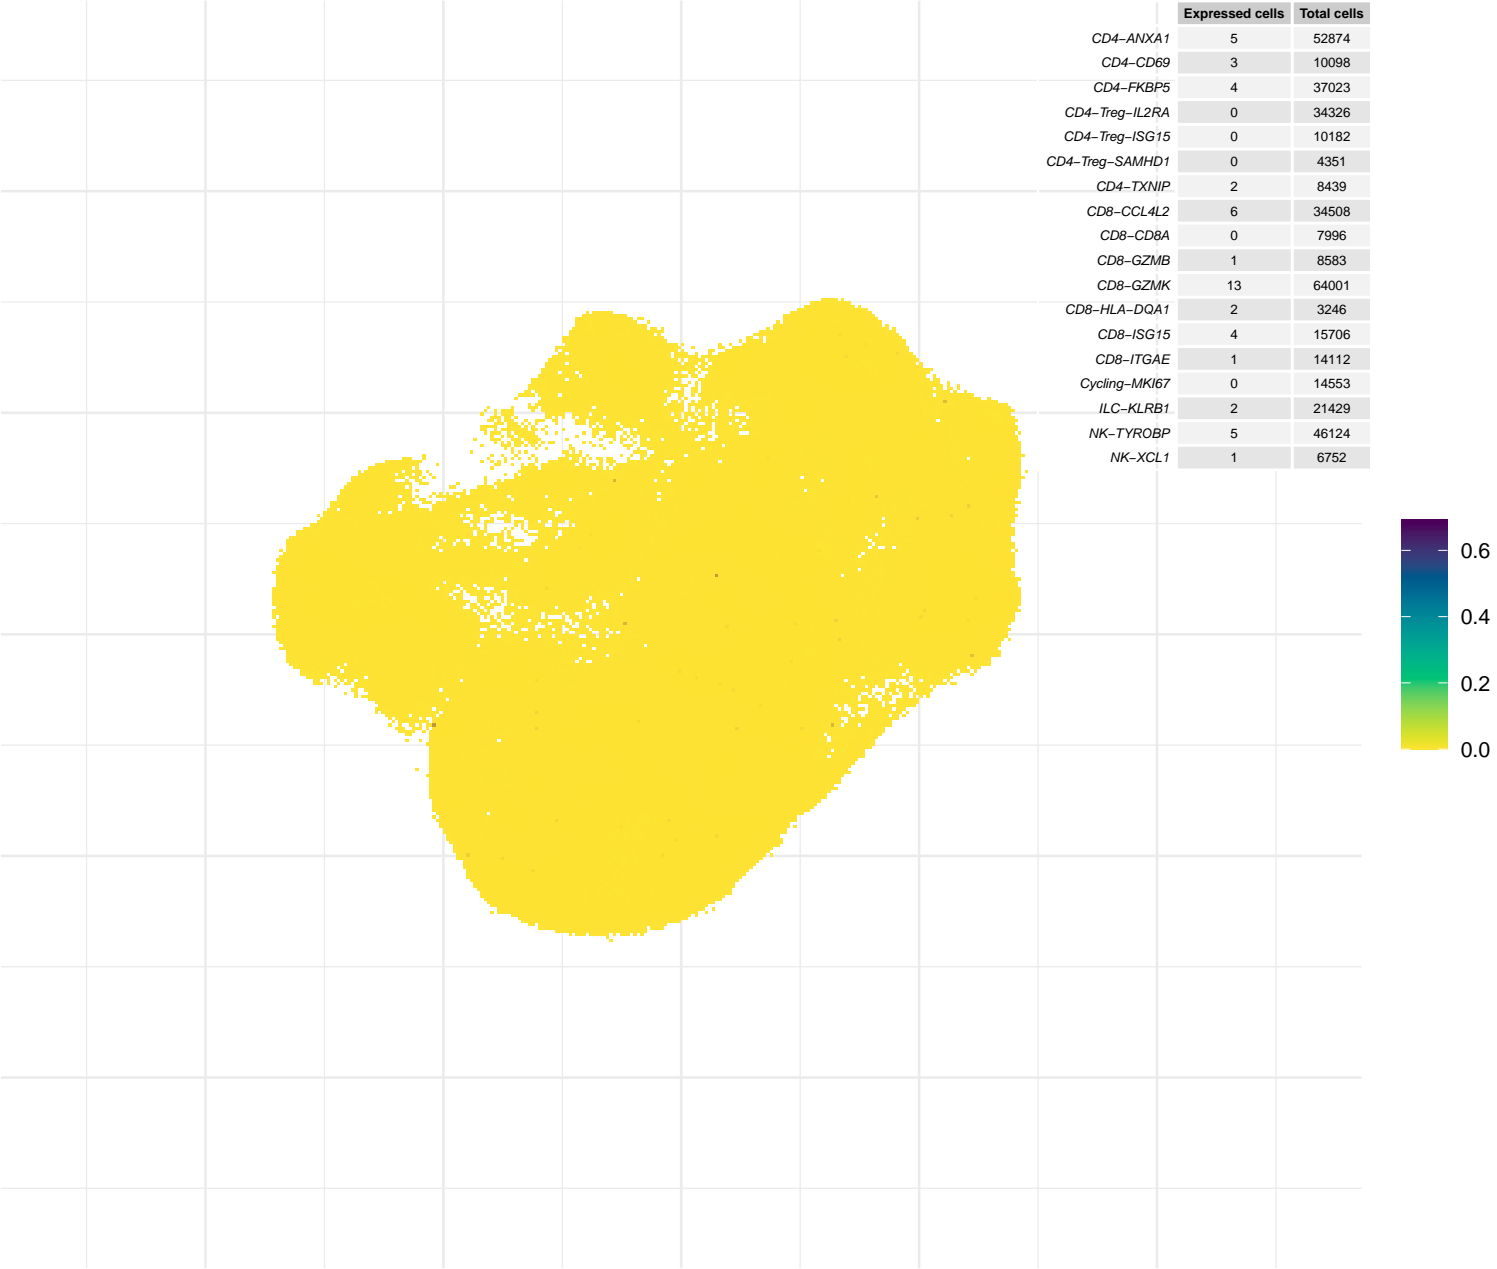 Expressed cells Total cells
CD4−ANXA1 5 52874
CD4−CD69 3 10098
CD4−FKBP5 4 37023
CD4−Treg−IL2RA 0 34326
CD4−Treg−ISG15 0 10182
CD4−Treg−SAMHD1 0 4351
CD4−TXNIP 2 8439
CD8−CCL4L2 6 34508
CD8−CD8A 0 7996
CD8−GZMB 1 8583
CD8−GZMK 13 64001
CD8−HLA−DQA1 2 3246
CD8−ISG15 4 15706
CD8−ITGAE 1 14112
Cycling−MKI67 0 14553
ILC−KLRB1 2 21429
NK−TYROBP 5 46124
NK−XCL1 1 6752
0.6
0.4
0.2
0.0